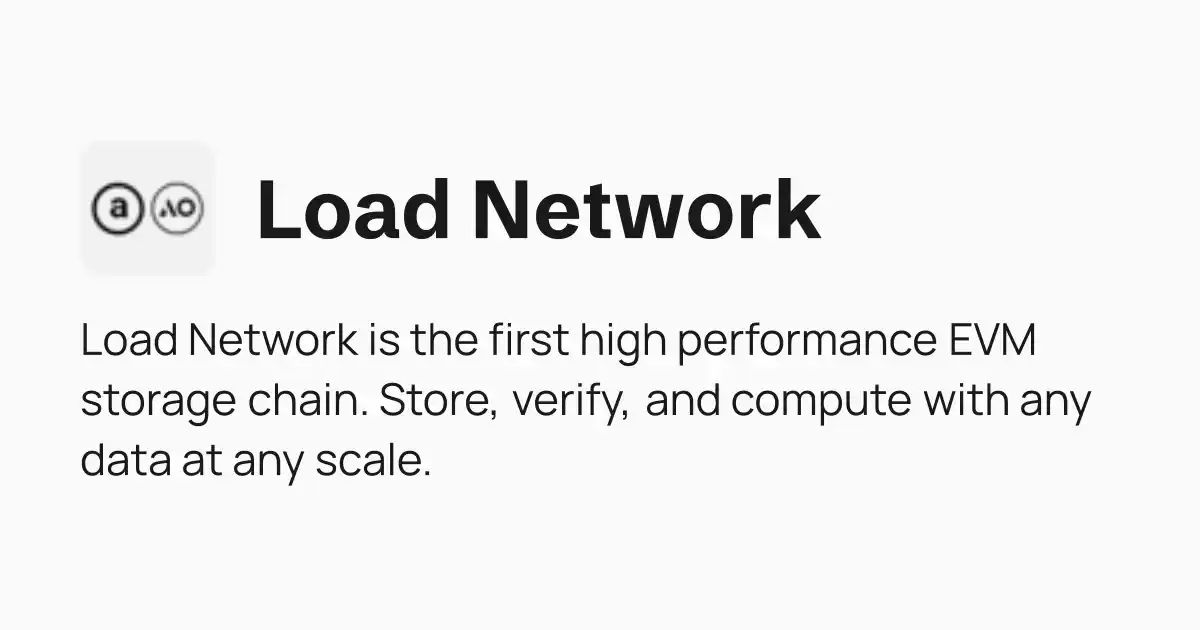 a AO Load Network
Load Network is the first high performance EVM
storage chain. Store, verify, and compute with any
data at any scale.